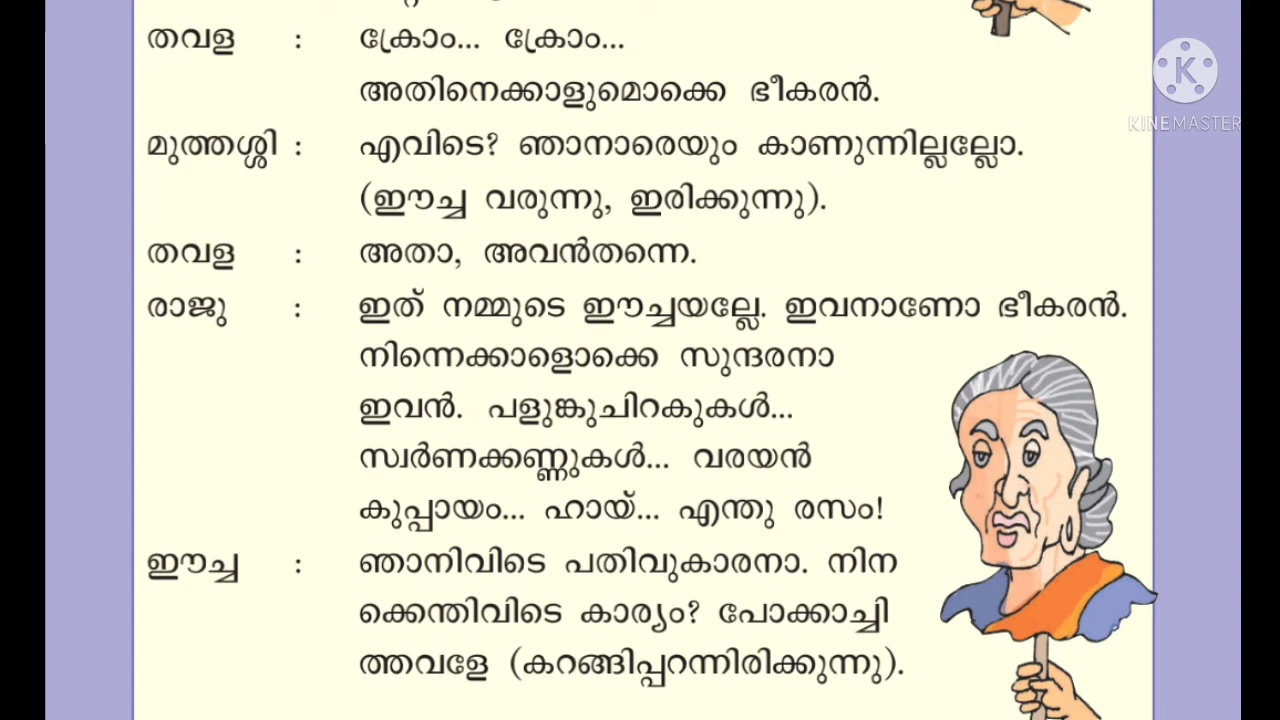 തവള : ക്രോം... ക്രോം...
അതിനെക്കാളുമൊക്കെ ഭീകരൻ.
മുത്തശ്ശി : എവിടെ? ഞാനാരെയും കാണുന്നില്ലല്ലോ.
(ഈച്ച വരുന്നു, ഇരിക്കുന്നു).
തവള : അതാ, അവൻതന്നെ.
രാജു : ഇത് നമ്മുടെ ഈച്ചയല്ലേ. ഇവനാണോ ഭീകരൻ.
നിന്നെക്കാളൊക്കെ സുന്ദരനാ
ഇവൻ. പളുങ്കുചിറകുകൾ...
സ്വർണക്കണ്ണുകൾ... വരയൻ
കുപ്പായം... ഹായ്... എന്തു രസം!
ഈച്ച : ഞാനിവിടെ പതിവുകാരനാ. നിന
ക്കെന്തിവിടെ കാര്യം? പോക്കാച്ചി
ത്തവളേ (കറങ്ങിപ്പറന്നിരിക്കുന്നു).
K
KINEMASTER